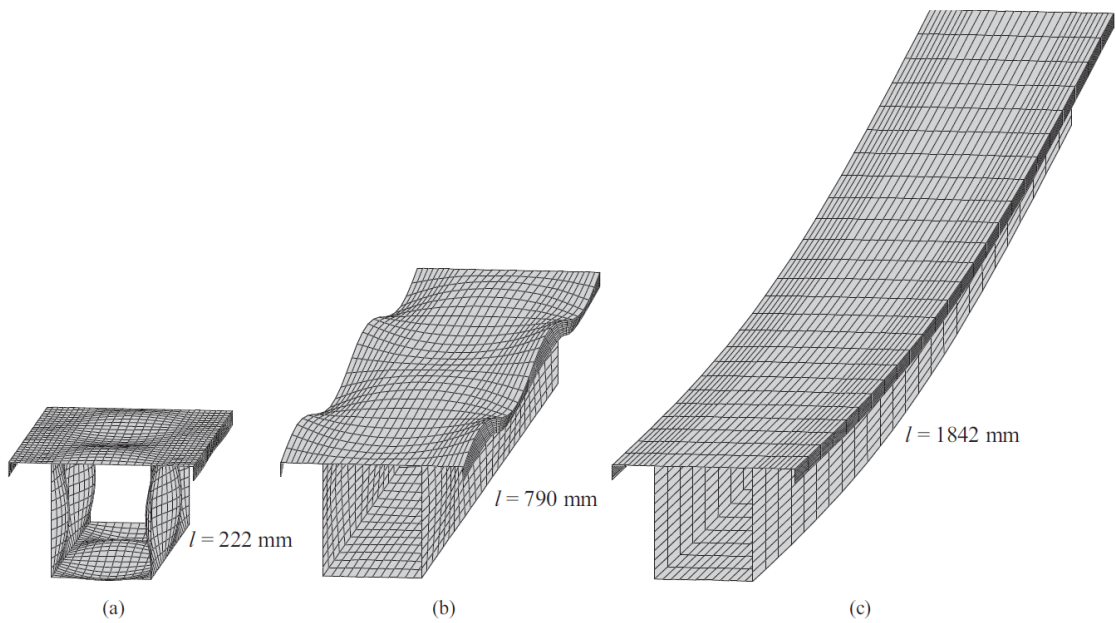 l = 222 mm
l = 790 mm
l = 1842 mm
(a)
(b)
(c)